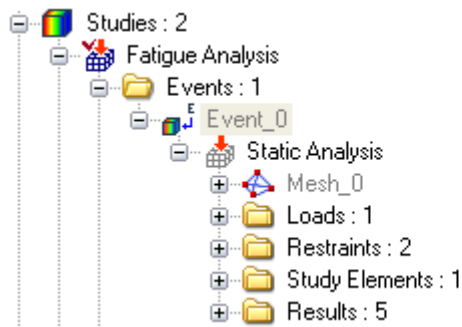 Studies : 2
Fatigue Analysis
Events : 1
E
Event_0
Static Analysis
Mesh_0
Loads : 1
Restraints : 2
Study Elements : 1
Results : 5